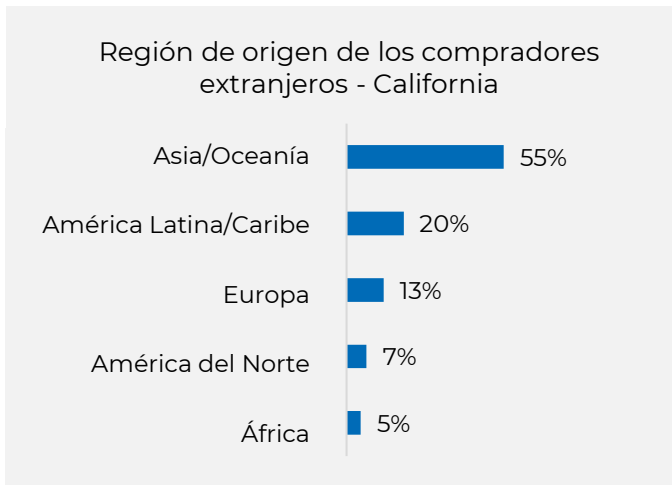 Región de origen de los compradores
extranjeros - California
Asia/Oceanía 55%
América Latina/Caribe 20%
Europa 13%
América del Norte 7%
África 5%